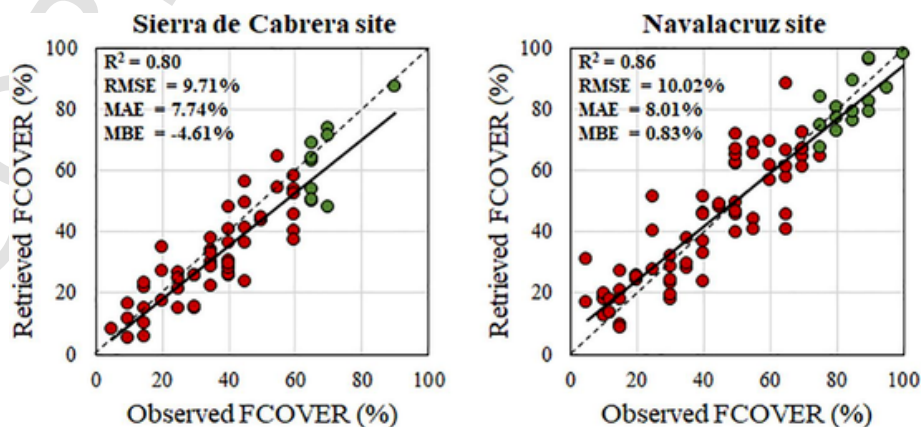 Sierra de Cabrera site
100
80
60
40
20
0
Retrieved FCOVER (%)
R² = 0.80
RMSE = 9.71%
MAE = 7.74%
MBE = -4.61%
0 20 40 60 80 100
Observed FCOVER (%)
Navalacruz site
100
80
60
40
20
0
Retrieved FCOVER (%)
R² = 0.86
RMSE = 10.02%
MAE = 8.01%
MBE = 0.83%
0 20 40 60 80 100
Observed FCOVER (%)